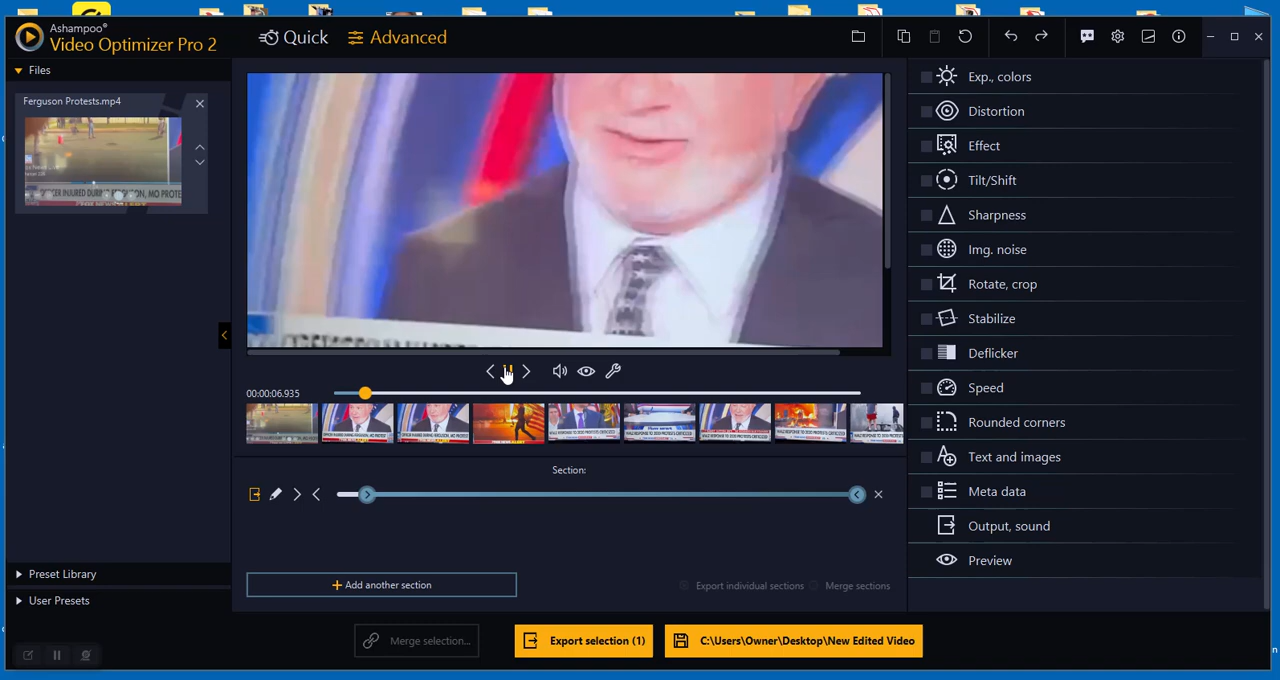 Ashampoo®
Video Optimizer Pro 2
Quick
Advanced
Files
Ferguson Protests.mp4
00:00:06.935
Section:
Add another section
Export individual sections
Merge sections
Preset Library
User Presets
Merge selection...
Export selection (1)
C:\Users\Owner\Desktop\New Edited Video
Exp., colors
Distortion
Effect
Tilt/Shift
Sharpness
Img. noise
Rotate, crop
Stabilize
Deflicker
Speed
Rounded corners
Text and images
Meta data
Output, sound
Preview